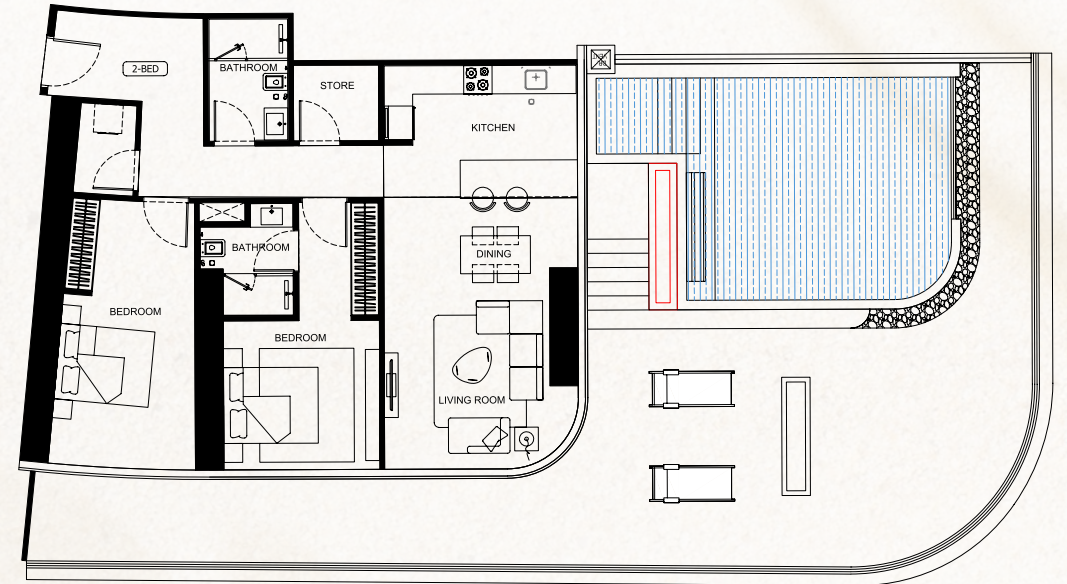 2-BED
BATHROOM
STORE
KITCHEN
BATHROOM
DINING
BEDROOM
BEDROOM
LIVING ROOM